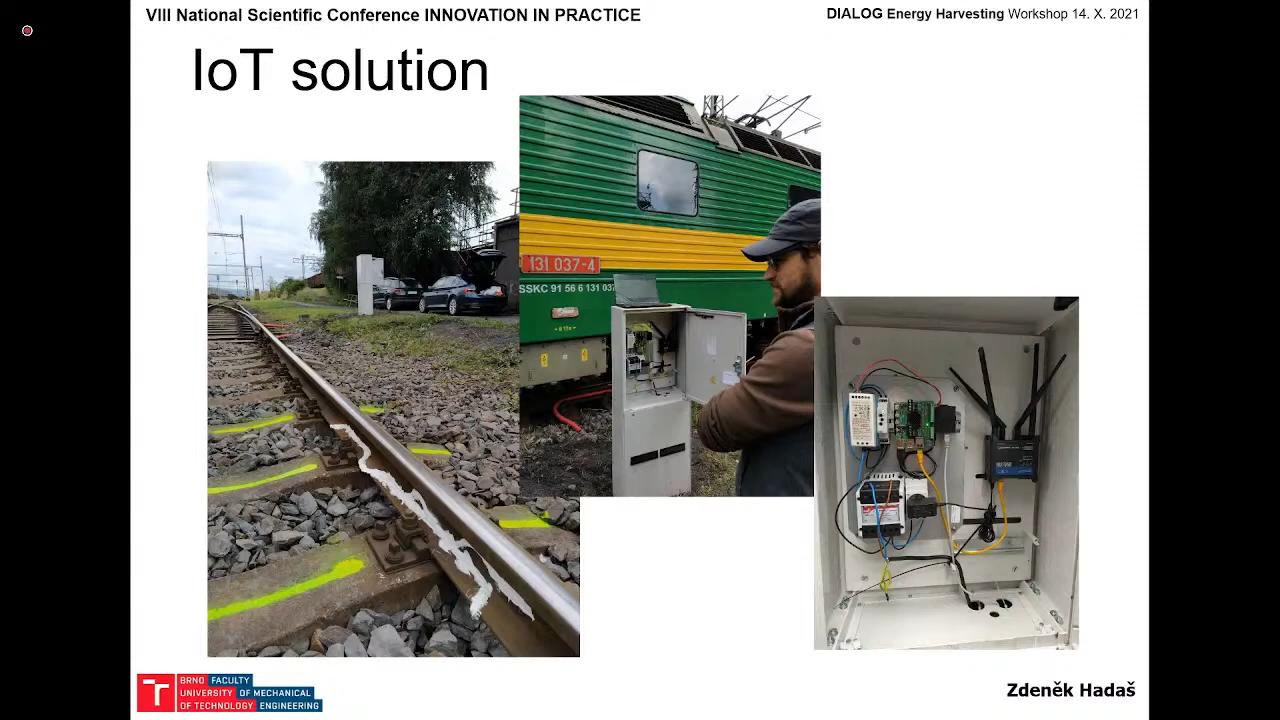 VIII National Scientific Conference INNOVATION IN PRACTICE
DIALOG Energy Harvesting Workshop 14. X. 2021
IoT solution
131 037-4
SSKC 91 56 6 131 037
BRNO FACULTY
UNIVERSITY OF MECHANICAL
OF TECHNOLOGY ENGINEERING
Zdeněk Hadaš